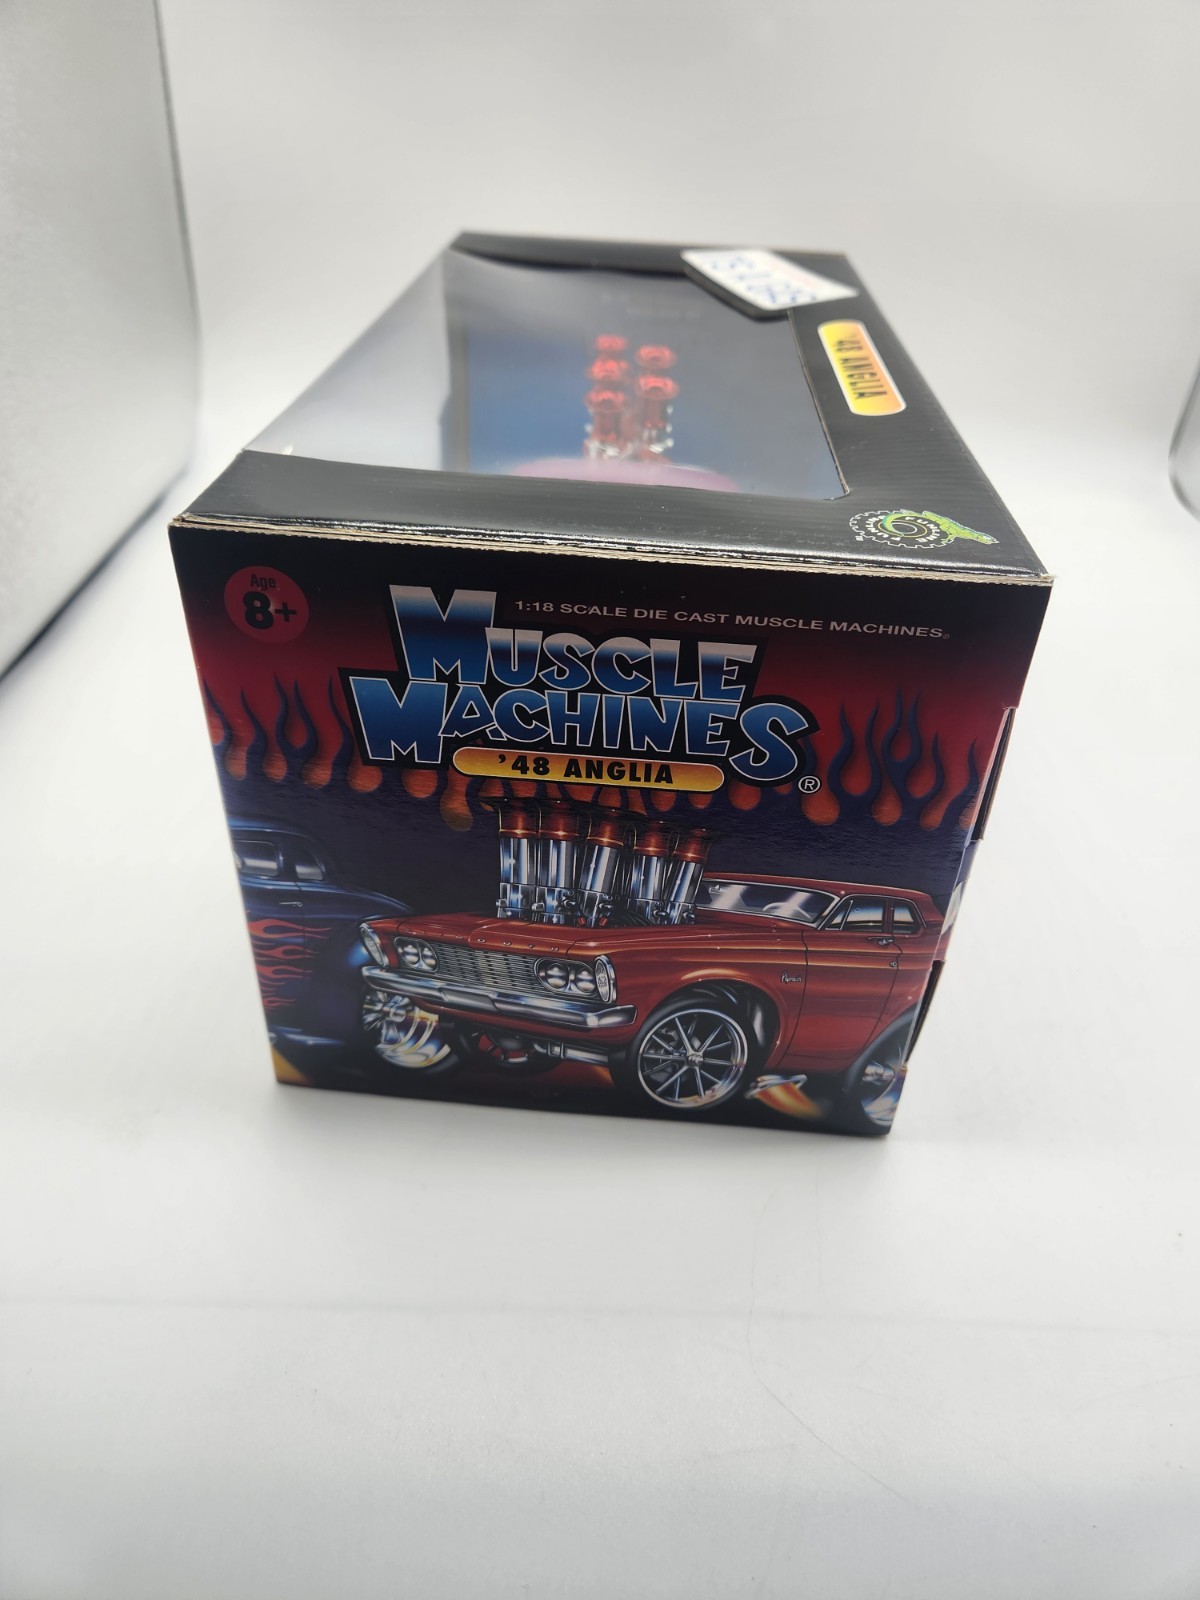 '48 ANGLIA
Age
8+
1:18 SCALE DIE CAST MUSCLE MACHINES®
MUSCLE
MACHINES®
'48 ANGLIA